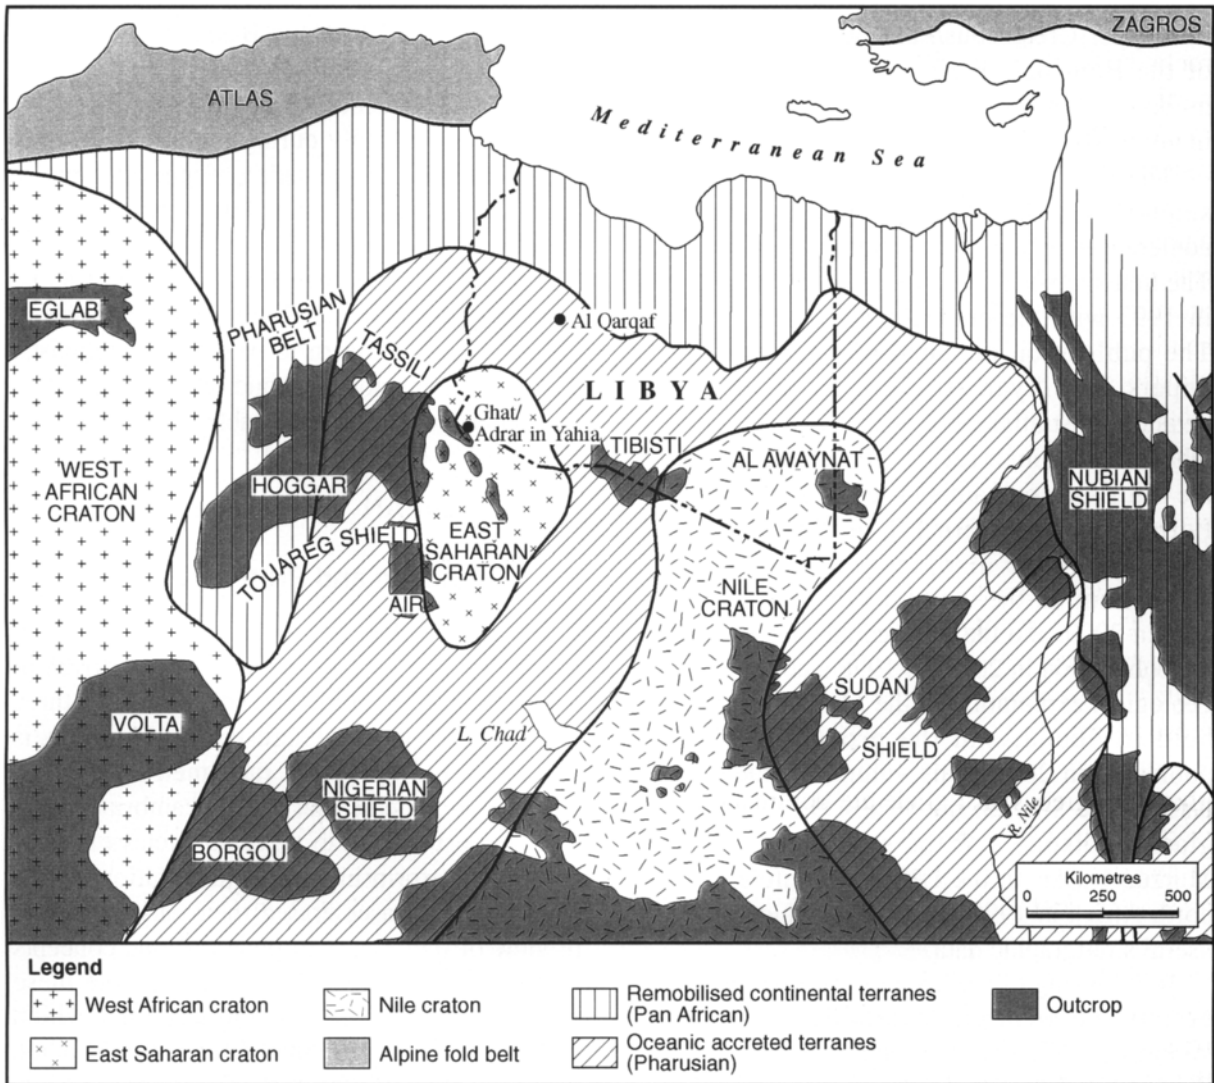 ZAGROS
ATLAS
Mediterranean Sea
EGLAB
PHARUSIAN
BELT
TASSILI
Al Qarqaf
LIBYA
Ghat/
Adrar in Yahia
TIBISTI
AL AWAYNAT
WEST
AFRICAN
CRATON
HOGGAR
NUBIAN
SHIELD
EAST
SAHARAN
CRATON
TOUAREG SHIELD
AIR
NILE
CRATON
SUDAN
SHIELD
VOLTA
L. Chad
NIGERIAN
SHIELD
BORGOU
R. Nile
Kilometres
0 250 500
Legend
West African craton
Nile craton
Remobilised continental terranes
(Pan African)
Outcrop
East Saharan craton
Alpine fold belt
Oceanic accreted terranes
(Pharusian)